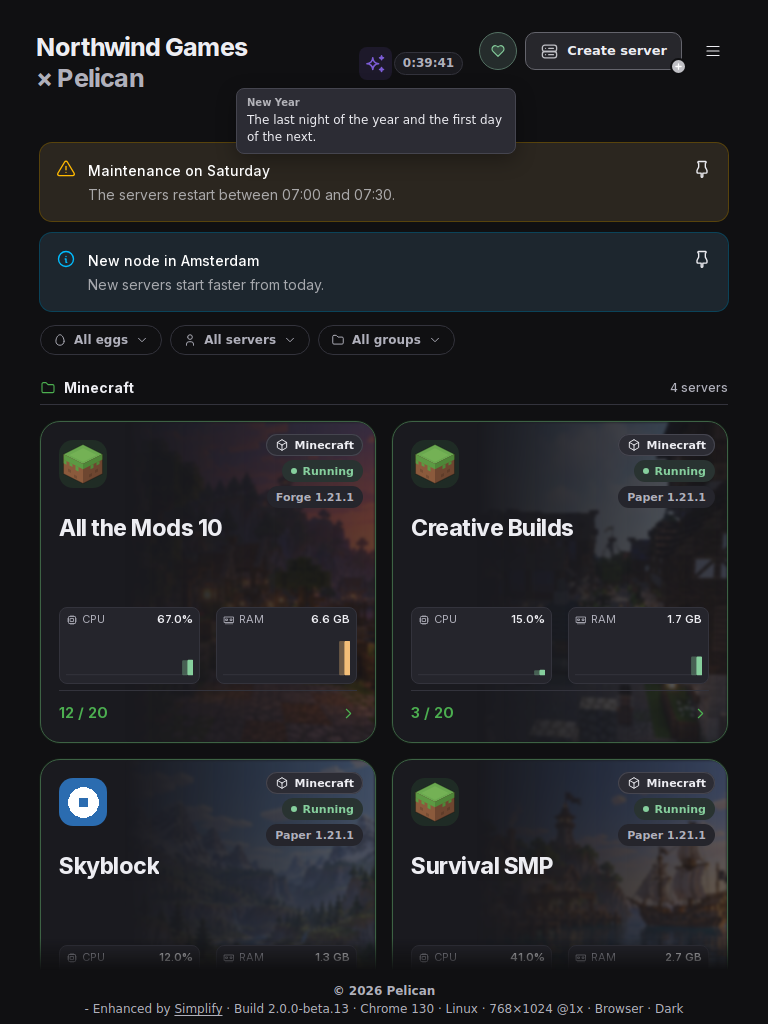 Northwind Games
× Pelican
0:39:41
Create server
New Year
The last night of the year and the first day
of the next.
Maintenance on Saturday
The servers restart between 07:00 and 07:30.
New node in Amsterdam
New servers start faster from today.
All eggs
All servers
All groups
Minecraft
4 servers
Minecraft
Running
Forge 1.21.1
All the Mods 10
CPU 67.0%
RAM 6.6 GB
12 / 20
Minecraft
Running
Paper 1.21.1
Creative Builds
CPU 15.0%
RAM 1.7 GB
3 / 20
Minecraft
Running
Paper 1.21.1
Skyblock
CPU 12.0%
RAM 1.3 GB
Minecraft
Running
Paper 1.21.1
Survival SMP
CPU 41.0%
RAM 2.7 GB
© 2026 Pelican
- Enhanced by Simplify · Build 2.0.0-beta.13 · Chrome 130 · Linux · 768×1024 @1x · Browser · Dark